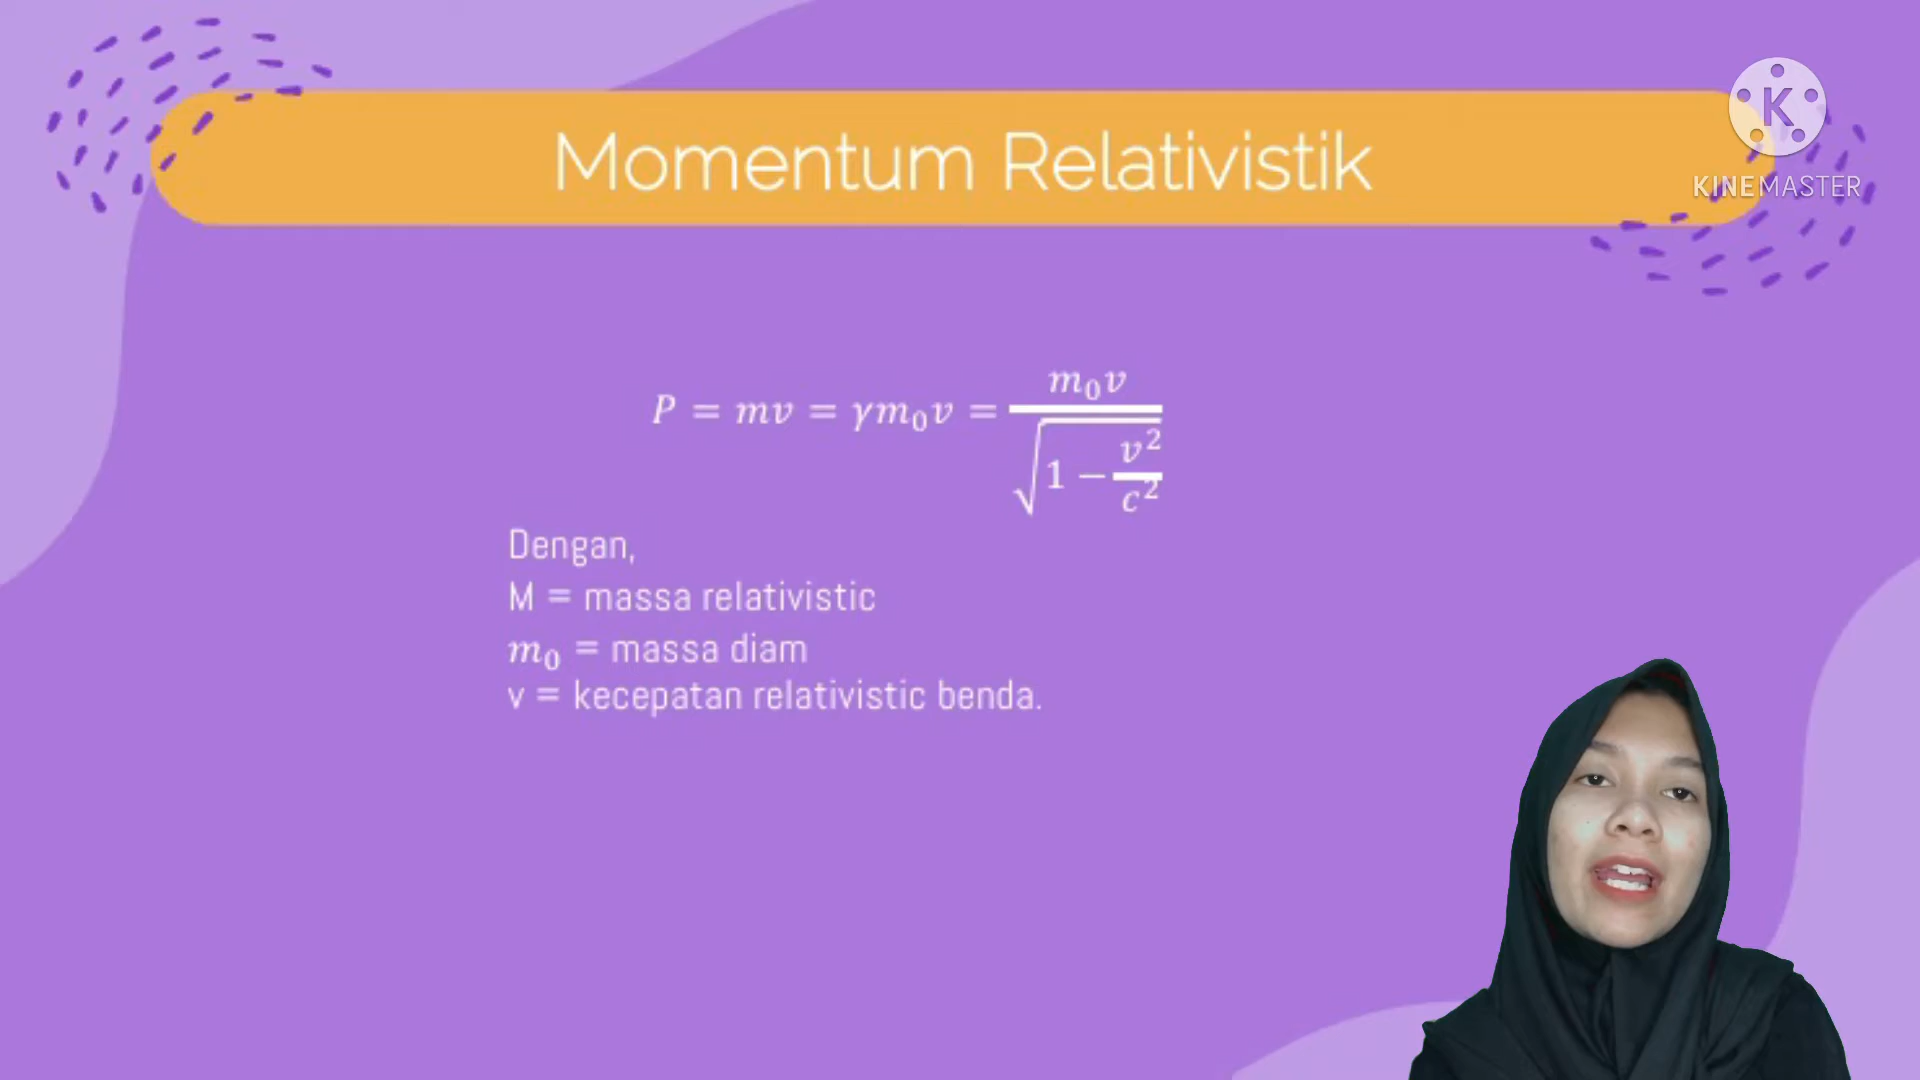 Momentum Relativistik
K
KINEMASTER
P = mv = γm₀v = m₀v / √(1 − v²/c²)
Dengan,
M = massa relativistic
m₀ = massa diam
v = kecepatan relativistic benda.